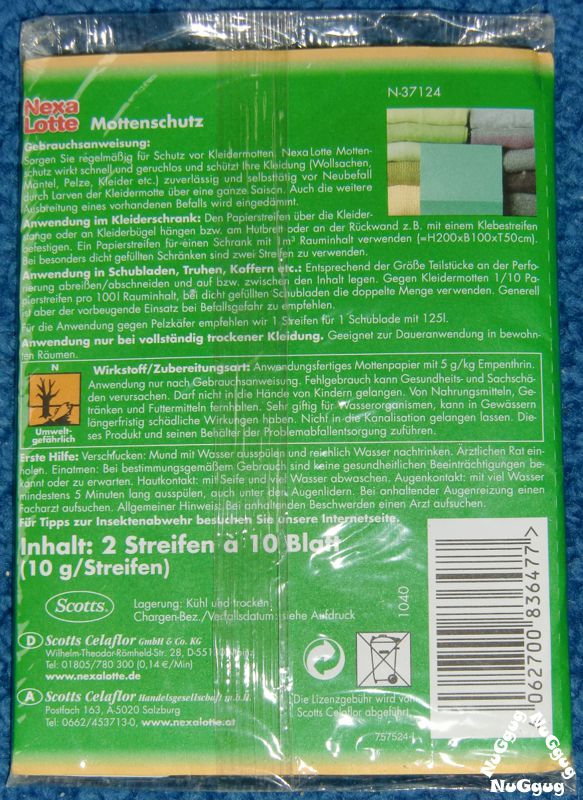 N-37124
Nexa
Lotte Mottenschutz
Gebrauchsanweisung:
Sorgen Sie regelmäßig für Schutz vor Kleidermotten. Nexa Lotte Motten-
schutz wirkt schnell und geruchlos und schützt Ihre Kleidung (Wollsachen,
Mäntel, Pelze, Kleider etc.) zuverlässig und selbsttätig vor Neubefall
durch Larven der Kleidermotte über eine ganze Saison. Auch die weitere
Ausbreitung eines vorhandenen Befalls wird eingedämmt.
Anwendung im Kleiderschrank: Den Papierstreifen über die Kleider-
stange oder an Kleiderbügel hängen bzw. am Hutbrett oder an der Rückwand z.B. mit einem Klebestreifen
befestigen. Ein Papierstreifen für einen Schrank mit 1m³ Rauminhalt verwenden (=H200xB100xT50cm).
Bei besonders dicht gefüllten Schränken sind zwei Streifen zu verwenden.
Anwendung in Schubladen, Truhen, Koffern etc.: Entsprechend der Größe Teilstücke an der Perfo-
rierung abreißen/abschneiden und auf bzw. zwischen den Inhalt legen. Gegen Kleidermotten 1/10 Pa-
pierstreifen pro 100l Rauminhalt, bei dicht gefüllten Schubladen die doppelte Menge verwenden. Generell
ist aber der vorbeugende Einsatz bei Befallsgefahr zu empfehlen.
Für die Anwendung gegen Pelzkäfer empfehlen wir 1 Streifen für 1 Schublade mit 125l.
Anwendung nur bei vollständig trockener Kleidung. Geeignet zur Daueranwendung in bewohn-
ten Räumen.
N
Umwelt-
gefährlich
Wirkstoff/Zubereitungsart: Anwendungsfertiges Mottenpapier mit 5 g/kg Empenthrin.
Anwendung nur nach Gebrauchsanweisung. Fehlgebrauch kann Gesundheits- und Sachschä-
den verursachen. Darf nicht in die Hände von Kindern gelangen. Von Nahrungsmitteln, Ge-
tränken und Futtermitteln fernhalten. Sehr giftig für Wasserorganismen, kann in Gewässern
längerfristig schädliche Wirkungen haben. Nicht in die Kanalisation gelangen lassen. Die-
ses Produkt und seinen Behälter der Problemabfallentsorgung zuführen.
Erste Hilfe: Verschlucken: Mund mit Wasser ausspülen und reichlich Wasser nachtrinken. Ärztlichen Rat ein-
holen. Einatmen: Bei bestimmungsgemäßem Gebrauch sind keine gesundheitlichen Beeinträchtigungen be-
kannt oder zu erwarten. Hautkontakt: mit Seife und viel Wasser abwaschen. Augenkontakt: mit viel Wasser
mindestens 5 Minuten lang ausspülen, auch unter den Augenlidern. Bei anhaltender Augenreizung einen
Facharzt aufsuchen. Allgemeiner Hinweis: Bei anhaltenden Beschwerden einen Arzt aufsuchen.
Für Tipps zur Insektenabwehr besuchen Sie unsere Internetseite.
Inhalt: 2 Streifen à 10 Blatt
(10 g/Streifen)
Scotts.
Lagerung: Kühl und trocken
Chargen-Bez./Verfallsdatum: siehe Aufdruck
1040
D Scotts Celaflor GmbH & Co. KG
Wilhelm-Theodor-Römheld-Str. 28, D-55130 Mainz
Tel: 01805/780 300 (0,14 €/Min)
www.nexalotte.de
A Scotts Celaflor Handelsgesellschaft m.b.H.
Postfach 163, A-5020 Salzburg
Tel: 0662/453713-0, www.nexalotte.at
Die Lizenzgebühr wird von
Scotts Celaflor abgeführt.
757524-
062700 836477 >
NuGgug NuGgug
NuGgug